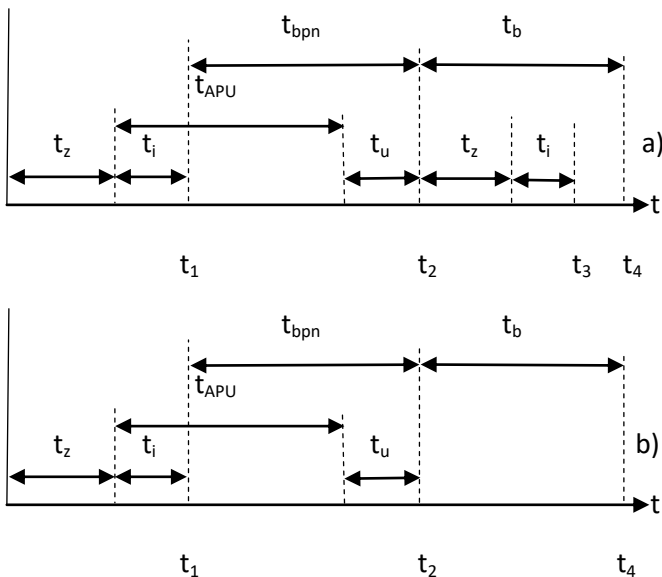 t_bpn t_b
t_APU
t_z t_i t_u t_z t_i a)
t
t_1 t_2 t_3 t_4
t_bpn t_b
t_APU
t_z t_i t_u b)
t
t_1 t_2 t_4